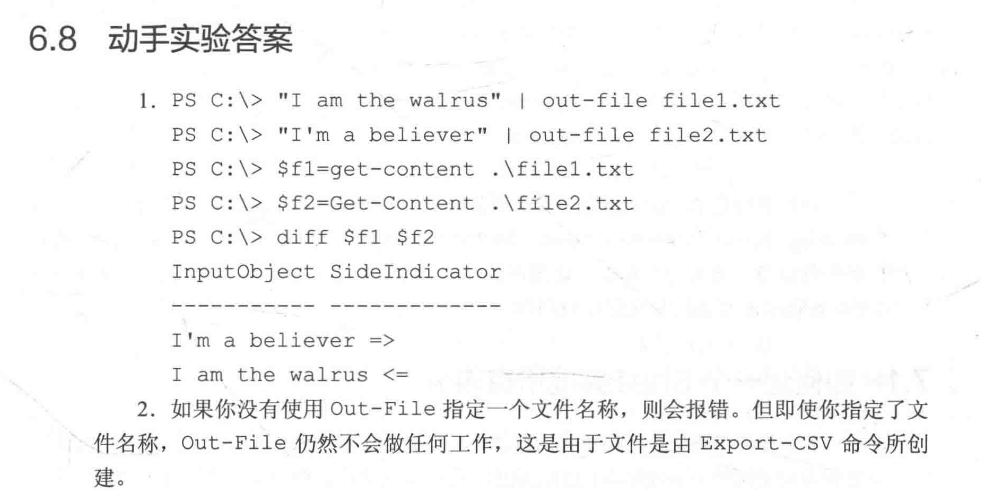 6.8 动手实验答案
1. PS C:\> "I am the walrus" | out-file file1.txt
PS C:\> "I'm a believer" | out-file file2.txt
PS C:\> $f1=get-content .\file1.txt
PS C:\> $f2=Get-Content .\file2.txt
PS C:\> diff $f1 $f2
InputObject SideIndicator
----------- -------------
I'm a believer =>
I am the walrus <=
2. 如果你没有使用 Out-File 指定一个文件名称，则会报错。但即使你指定了文
件名称，Out-File 仍然不会做任何工作，这是由于文件是由 Export-CSV 命令所创
建。